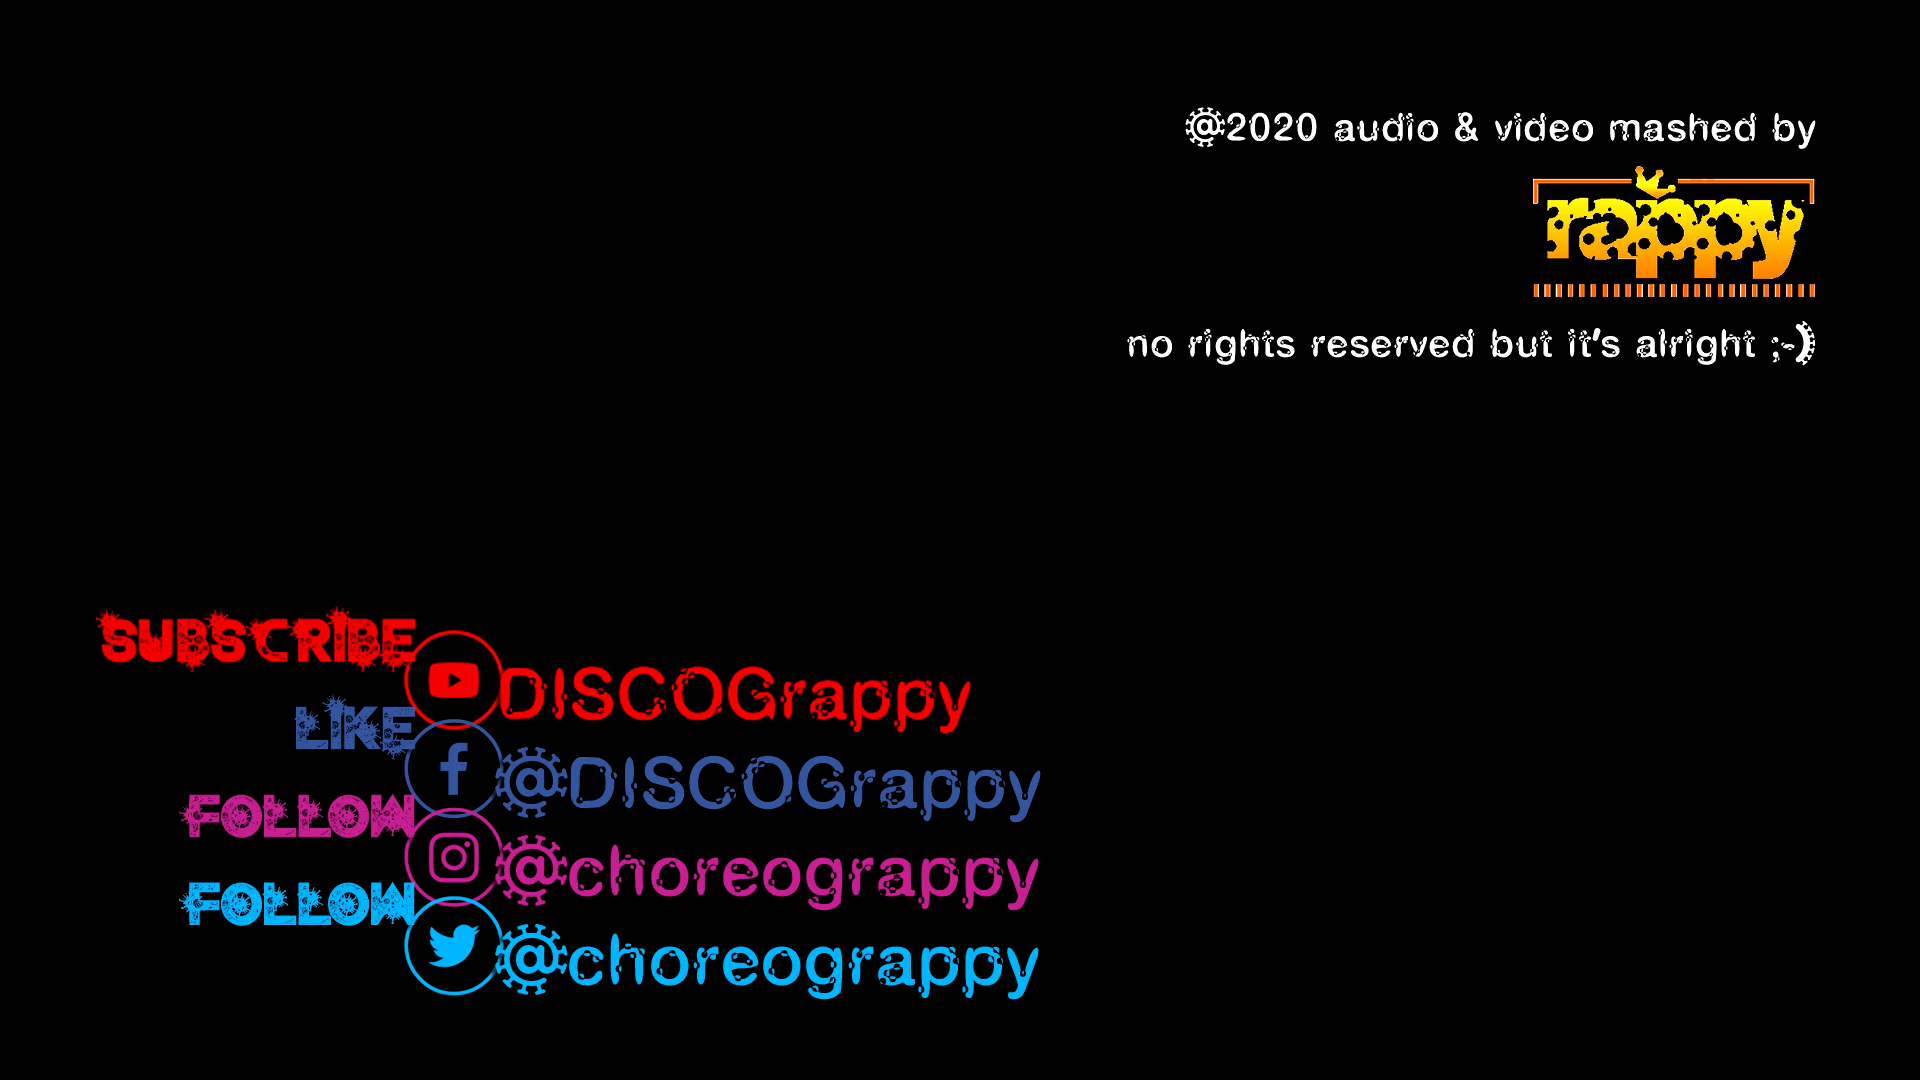 @2020 audio & video mashed by
rappy
no rights reserved but it's alright ;-)
SUBSCRIBE DISCOGrappy
LIKE @DISCOGrappy
FOLLOW @choreograppy
FOLLOW @choreograppy